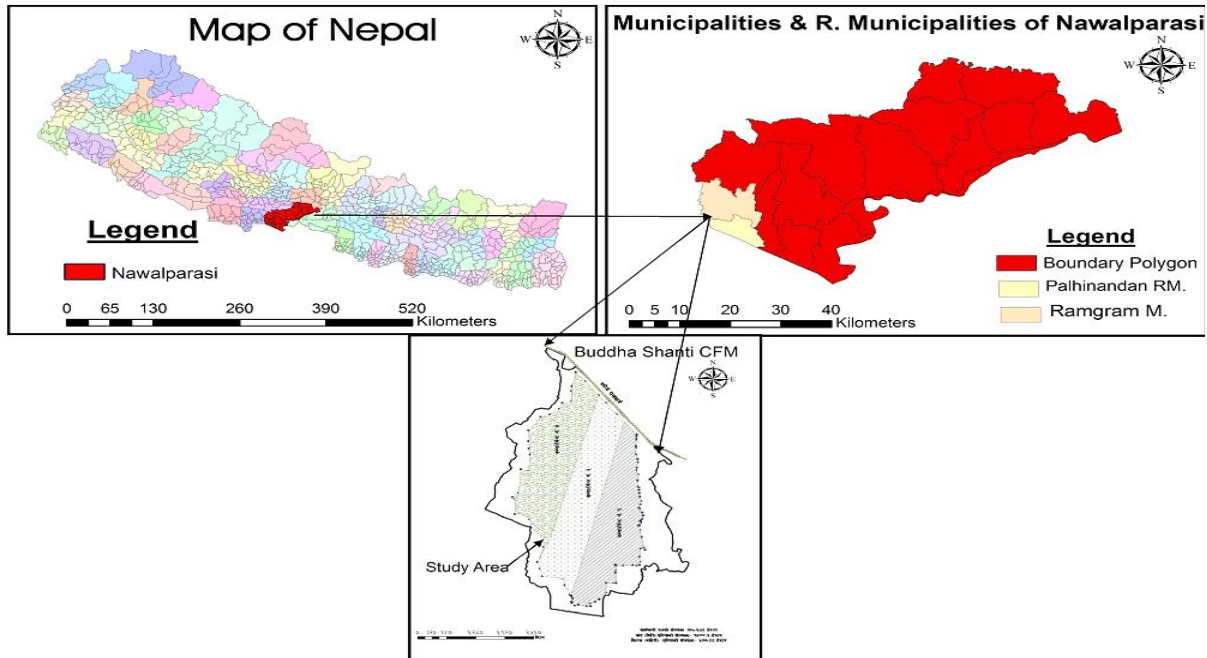 Map of Nepal
N
W E
S
Legend
Nawalparasi
0 65 130 260 390 520
Kilometers
Municipalities & R. Municipalities of Nawalparasi
N
W E
S
Legend
Boundary Polygon
Palhinandan RM.
Ramgram M.
0 5 10 20 30 40
Kilometers
Buddha Shanti CFM
N
W E
S
Study Area